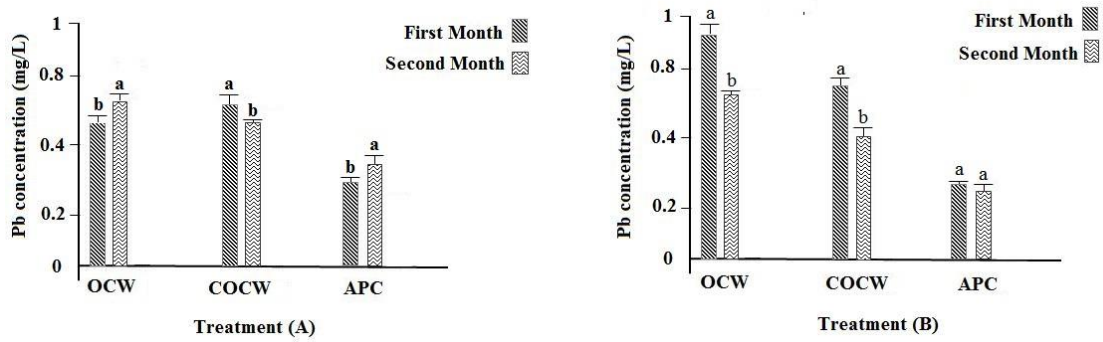 Pb concentration (mg/L)
1
0.8
0.4
0.2
0
b
a
a
b
b
a
First Month
Second Month
OCW
COCW
APC
Treatment (A)
Pb concentration (mg/L)
1
0.8
0.4
0.2
0
a
b
a
b
a
a
First Month
Second Month
OCW
COCW
APC
Treatment (B)